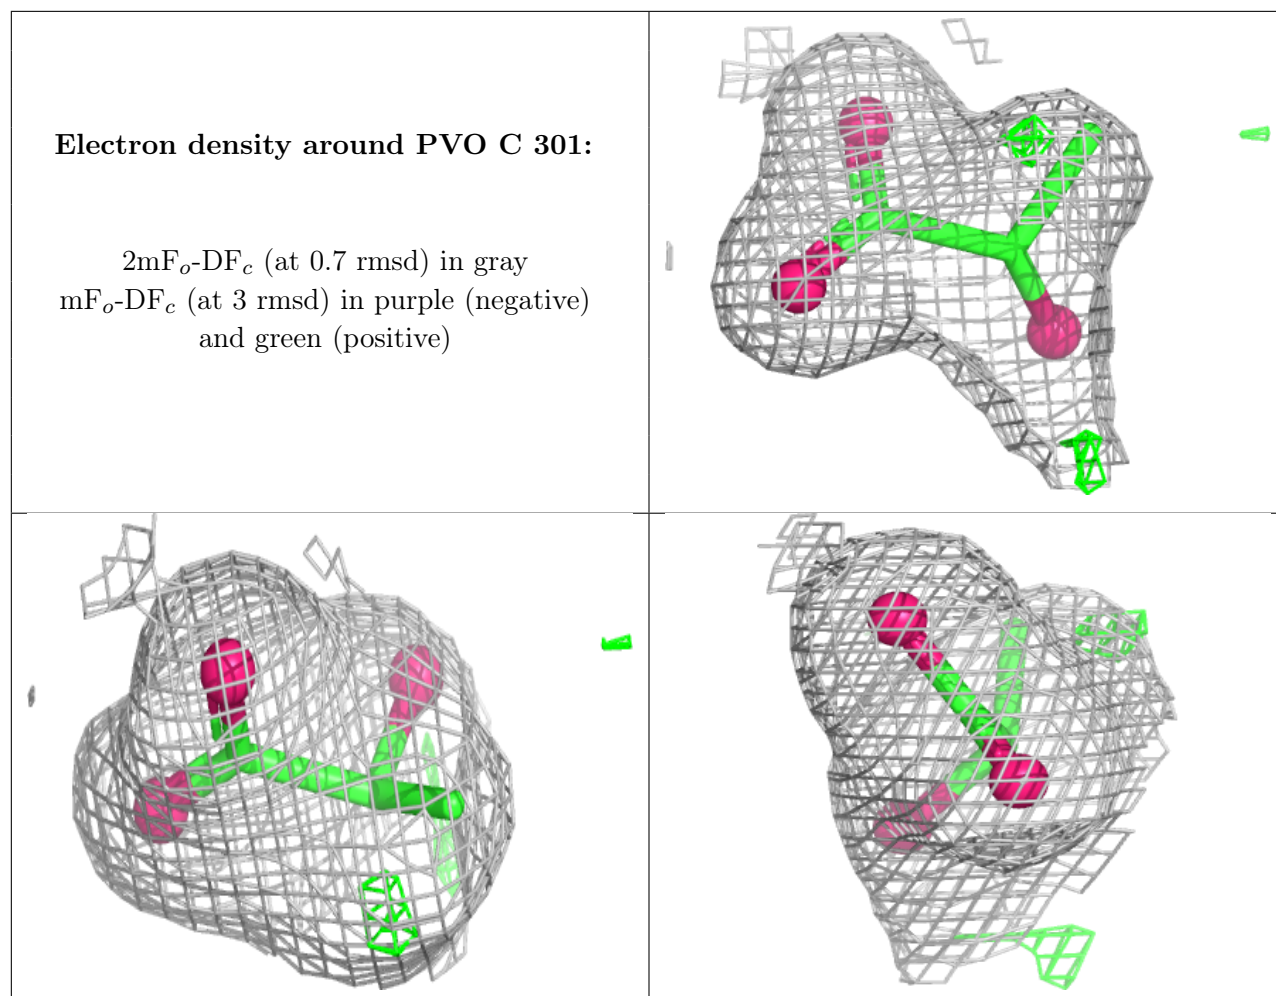 Electron density around PVO C 301:
2mFₒ-DF𝒸 (at 0.7 rmsd) in gray
mFₒ-DF𝒸 (at 3 rmsd) in purple (negative)
and green (positive)